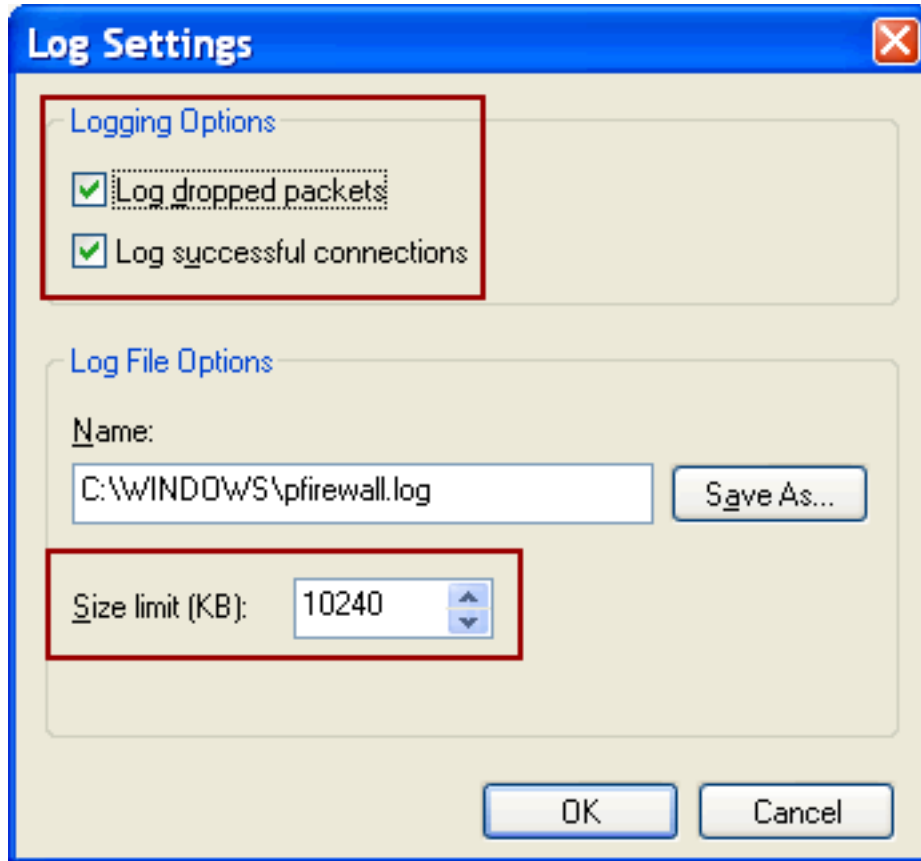 Log Settings
Logging Options
Log dropped packets
Log successful connections
Log File Options
Name:
C:\WINDOWS\pfirewall.log
Save As...
Size limit (KB):
10240
OK
Cancel